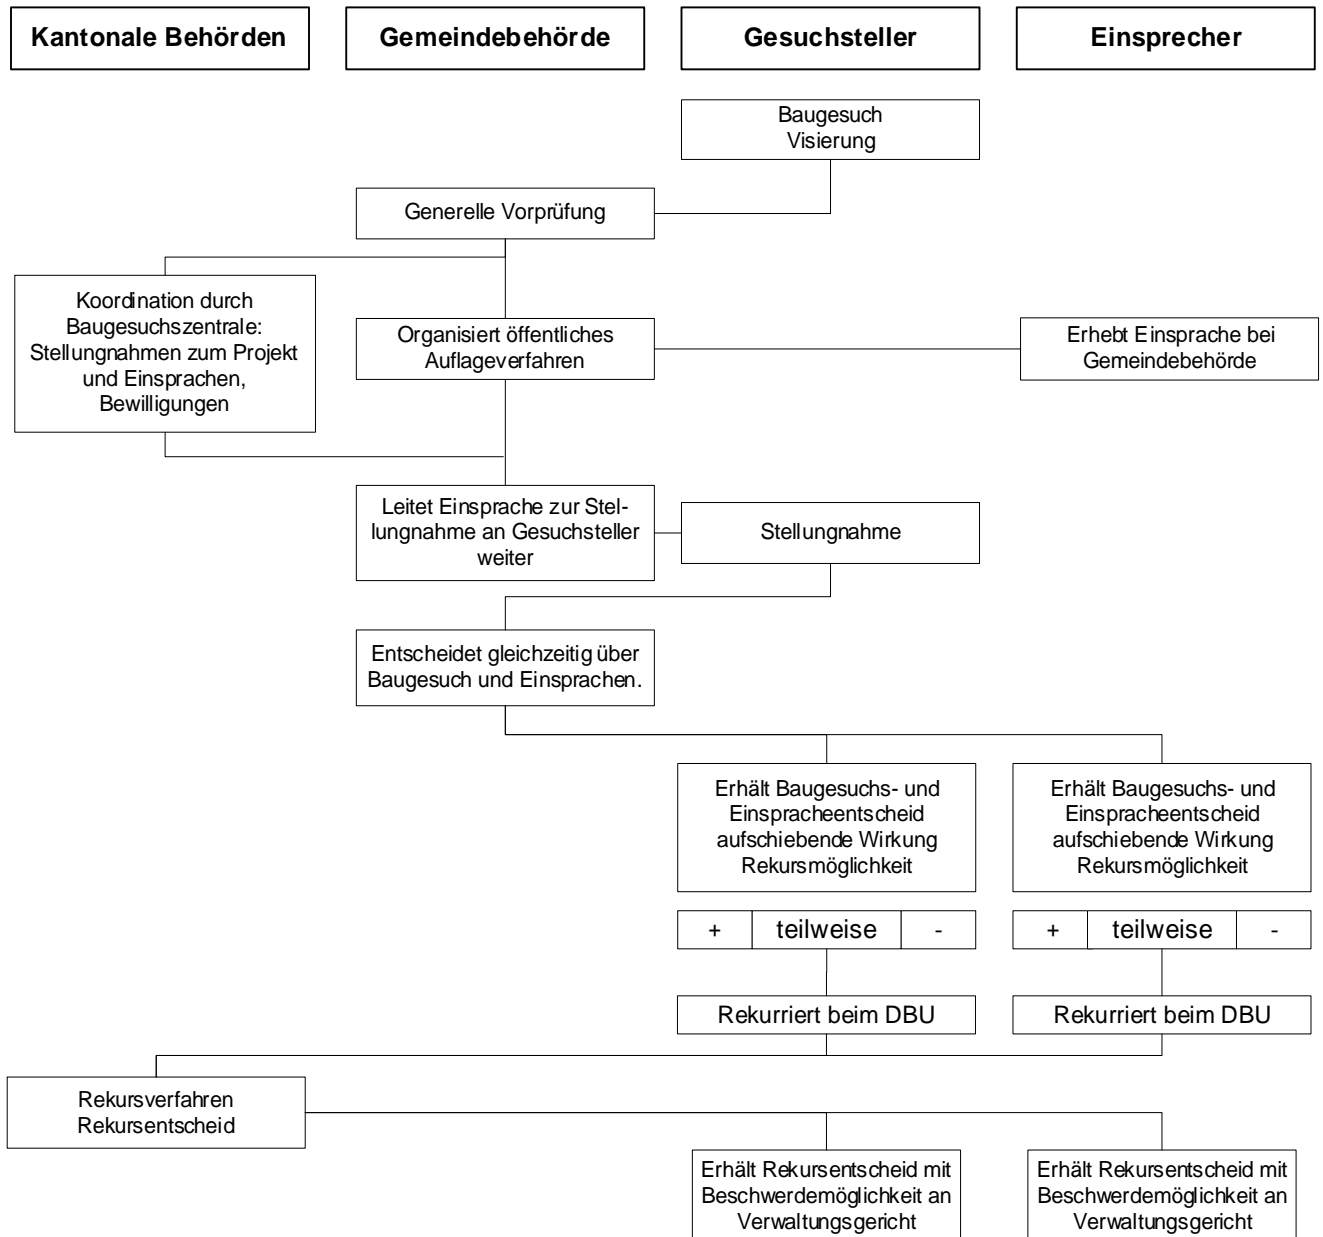 Kantonale Behörden
Gemeindebehörde
Gesuchsteller
Einsprecher
Baugesuch
Visierung
Generelle Vorprüfung
Koordination durch
Baugesuchszentrale:
Stellungnahmen zum Projekt
und Einsprachen,
Bewilligungen
Organisiert öffentliches
Auflageverfahren
Erhebt Einsprache bei
Gemeindebehörde
Leitet Einsprache zur Stel-
lungnahme an Gesuchsteller
weiter
Stellungnahme
Entscheidet gleichzeitig über
Baugesuch und Einsprachen.
Erhält Baugesuchs- und
Einspracheentscheid
aufschiebende Wirkung
Rekursmöglichkeit
Erhält Baugesuchs- und
Einspracheentscheid
aufschiebende Wirkung
Rekursmöglichkeit
+ teilweise -
+ teilweise -
Rekurriert beim DBU
Rekurriert beim DBU
Rekursverfahren
Rekursentscheid
Erhält Rekursentscheid mit
Beschwerdemöglichkeit an
Verwaltungsgericht
Erhält Rekursentscheid mit
Beschwerdemöglichkeit an
Verwaltungsgericht